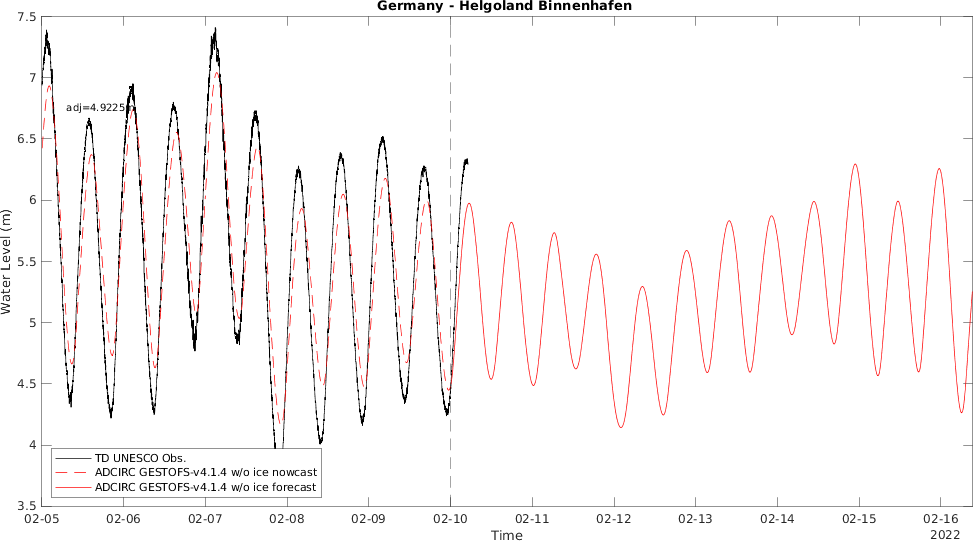 Germany - Helgoland Binnenhafen
Water Level (m)
7.5
7
6.5
6
5.5
5
4.5
4
3.5
adj=4.9225
TD UNESCO Obs.
ADCIRC GESTOFS-v4.1.4 w/o ice nowcast
ADCIRC GESTOFS-v4.1.4 w/o ice forecast
02-05 02-06 02-07 02-08 02-09 02-10 02-11 02-12 02-13 02-14 02-15 02-16
Time
2022